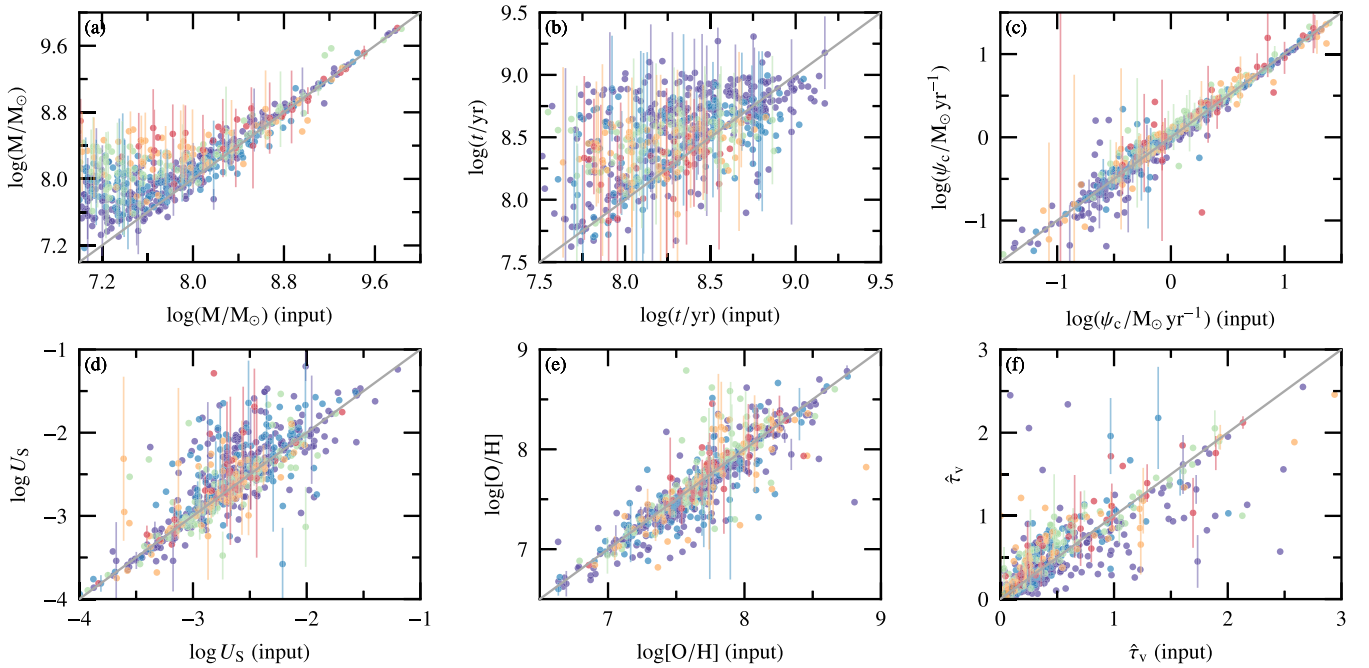 (a)
9.6
8.8
8.0
7.2
log(M/M⊙)
7.2 8.0 8.8 9.6
log(M/M⊙) (input)
(b)
9.5
9.0
8.5
8.0
7.5
log(t/yr)
7.5 8.0 8.5 9.0 9.5
log(t/yr) (input)
(c)
1
0
−1
log(ψc/M⊙ yr−1)
−1 0 1
log(ψc/M⊙ yr−1) (input)
(d)
−1
−2
−3
−4
log US
−4 −3 −2 −1
log US (input)
(e)
9
8
7
log[O/H]
7 8 9
log[O/H] (input)
(f)
3
2
1
0
τ̂v
0 1 2 3
τ̂v (input)